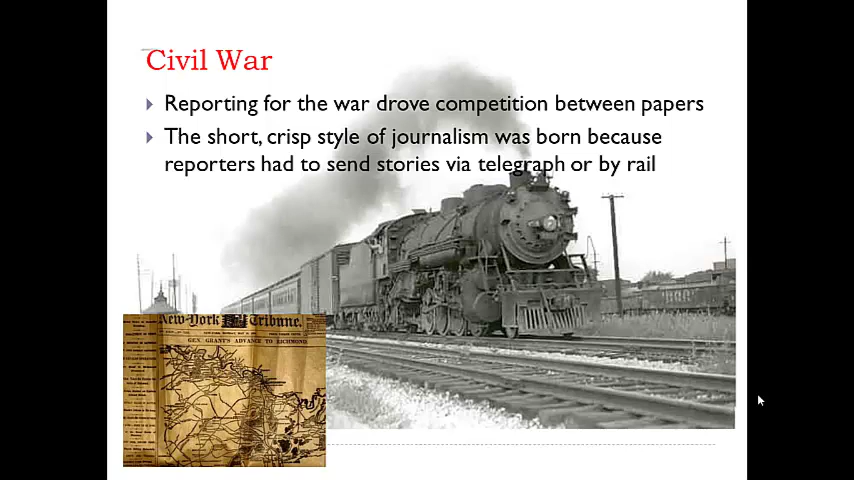 Civil War
Reporting for the war drove competition between papers
The short, crisp style of journalism was born because
reporters had to send stories via telegraph or by rail
New-York Tribune.
GEN. GRANT'S ADVANCE TO RICHMOND.